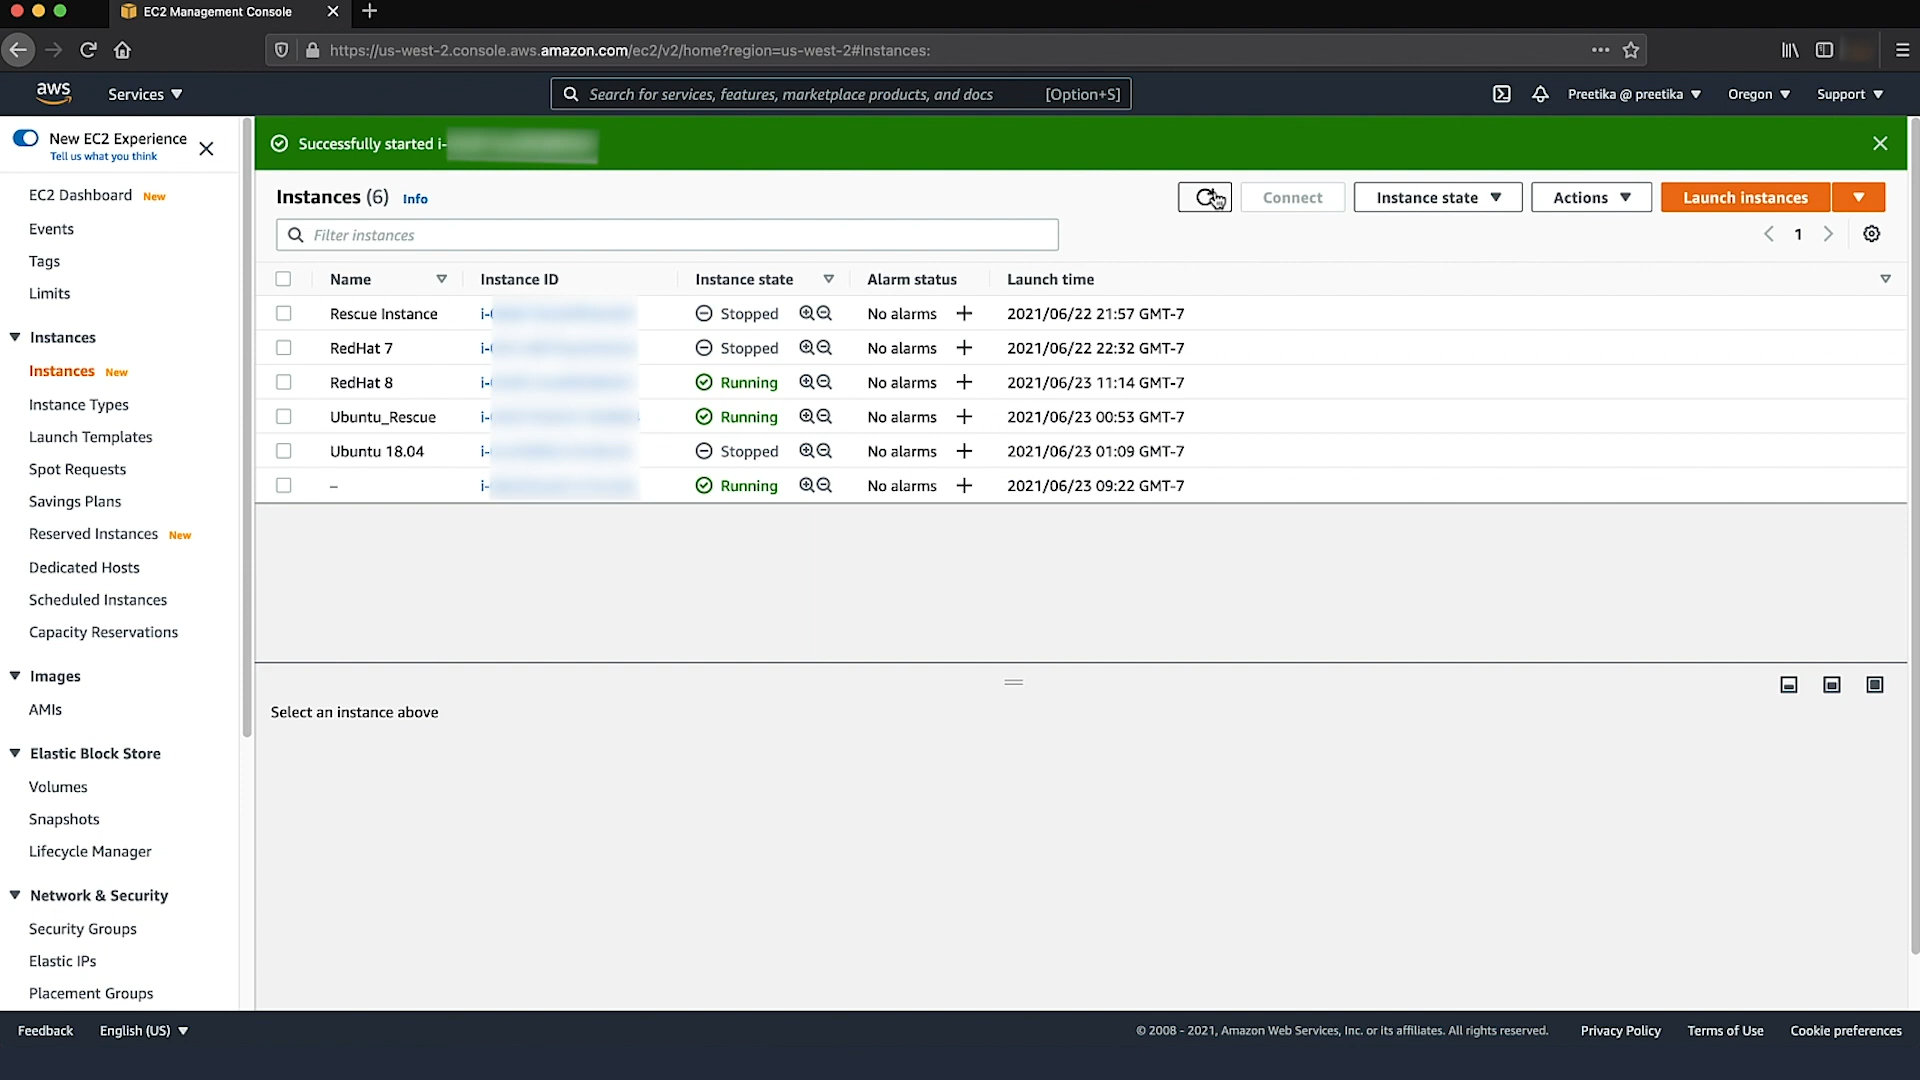 EC2 Management Console
https://us-west-2.console.aws.amazon.com/ec2/v2/home?region=us-west-2#Instances:
aws
Services
Search for services, features, marketplace products, and docs [Option+S]
Preetika @ preetika
Oregon
Support
New EC2 Experience
Tell us what you think
EC2 Dashboard New
Events
Tags
Limits
Instances
Instances New
Instance Types
Launch Templates
Spot Requests
Savings Plans
Reserved Instances New
Dedicated Hosts
Scheduled Instances
Capacity Reservations
Images
AMIs
Elastic Block Store
Volumes
Snapshots
Lifecycle Manager
Network & Security
Security Groups
Elastic IPs
Placement Groups
Successfully started i-
Instances (6) Info
Connect
Instance state
Actions
Launch instances
Filter instances
1
Name Instance ID Instance state Alarm status Launch time
Rescue Instance i- Stopped No alarms + 2021/06/22 21:57 GMT-7
RedHat 7 i- Stopped No alarms + 2021/06/22 22:32 GMT-7
RedHat 8 i- Running No alarms + 2021/06/23 11:14 GMT-7
Ubuntu_Rescue i- Running No alarms + 2021/06/23 00:53 GMT-7
Ubuntu 18.04 i- Stopped No alarms + 2021/06/23 01:09 GMT-7
– i- Running No alarms + 2021/06/23 09:22 GMT-7
Select an instance above
Feedback
English (US)
© 2008 - 2021, Amazon Web Services, Inc. or its affiliates. All rights reserved.
Privacy Policy
Terms of Use
Cookie preferences